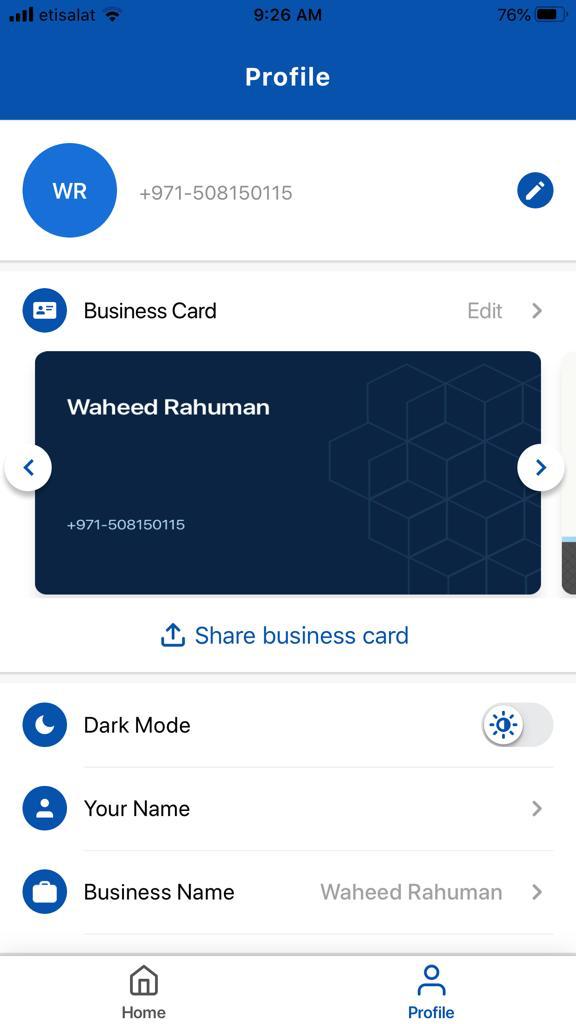 etisalat 9:26 AM 76%
Profile
WR +971-508150115
Business Card Edit
Waheed Rahuman
+971-508150115
Share business card
Dark Mode
Your Name
Business Name Waheed Rahuman
Home Profile